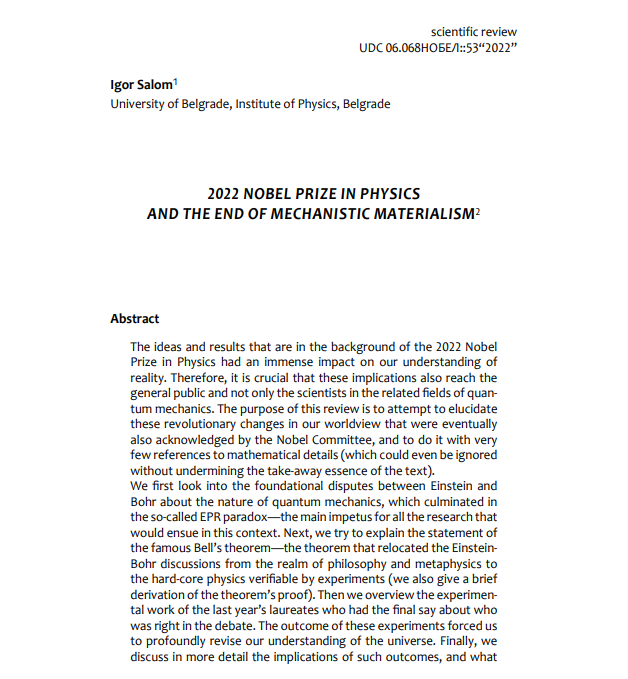 scientific review
UDC 06.068НОБЕЛ::53“2022”
Igor Salom1
University of Belgrade, Institute of Physics, Belgrade
2022 NOBEL PRIZE IN PHYSICS
AND THE END OF MECHANISTIC MATERIALISM2
Abstract
The ideas and results that are in the background of the 2022 Nobel
Prize in Physics had an immense impact on our understanding of
reality. Therefore, it is crucial that these implications also reach the
general public and not only the scientists in the related fields of quan-
tum mechanics. The purpose of this review is to attempt to elucidate
these revolutionary changes in our worldview that were eventually
also acknowledged by the Nobel Committee, and to do it with very
few references to mathematical details (which could even be ignored
without undermining the take-away essence of the text).
We first look into the foundational disputes between Einstein and
Bohr about the nature of quantum mechanics, which culminated in
the so-called EPR paradox—the main impetus for all the research that
would ensue in this context. Next, we try to explain the statement of
the famous Bell’s theorem—the theorem that relocated the Einstein-
Bohr discussions from the realm of philosophy and metaphysics to
the hard-core physics verifiable by experiments (we also give a brief
derivation of the theorem’s proof). Then we overview the experimen-
tal work of the last year’s laureates who had the final say about who
was right in the debate. The outcome of these experiments forced us
to profoundly revise our understanding of the universe. Finally, we
discuss in more detail the implications of such outcomes, and what